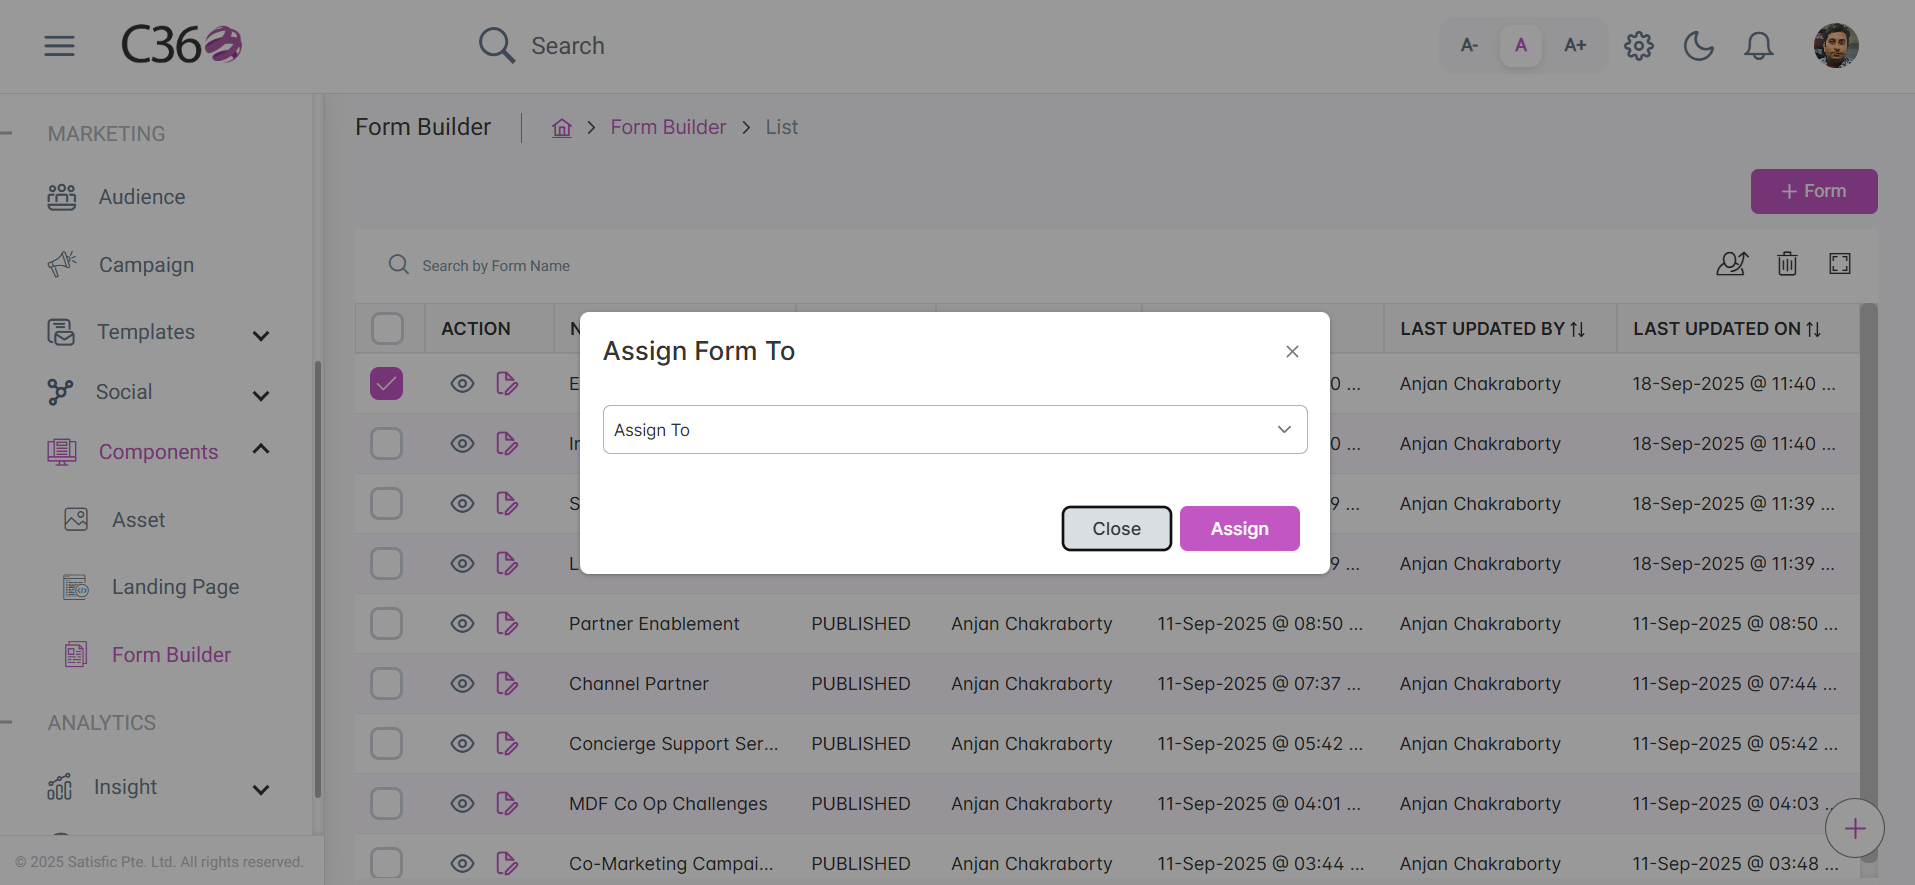 C360
Search
A-
A
A+
MARKETING
Audience
Campaign
Templates
Social
Components
Asset
Landing Page
Form Builder
ANALYTICS
Insight
© 2025 Satisfic Pte. Ltd. All rights reserved.
Form Builder
Form Builder
List
+ Form
Search by Form Name
ACTION
N
LAST UPDATED BY
LAST UPDATED ON
E
0 ...
Anjan Chakraborty
18-Sep-2025 @ 11:40 ...
0 ...
Anjan Chakraborty
18-Sep-2025 @ 11:40 ...
S
9 ...
Anjan Chakraborty
18-Sep-2025 @ 11:39 ...
L
9 ...
Anjan Chakraborty
18-Sep-2025 @ 11:39 ...
Partner Enablement
PUBLISHED
Anjan Chakraborty
11-Sep-2025 @ 08:50 ...
Anjan Chakraborty
11-Sep-2025 @ 08:50 ...
Channel Partner
PUBLISHED
Anjan Chakraborty
11-Sep-2025 @ 07:37 ...
Anjan Chakraborty
11-Sep-2025 @ 07:44 ...
Concierge Support Ser...
PUBLISHED
Anjan Chakraborty
11-Sep-2025 @ 05:42 ...
Anjan Chakraborty
11-Sep-2025 @ 05:42 ...
MDF Co Op Challenges
PUBLISHED
Anjan Chakraborty
11-Sep-2025 @ 04:01 ...
Anjan Chakraborty
11-Sep-2025 @ 04:03 ...
Co-Marketing Campai...
PUBLISHED
Anjan Chakraborty
11-Sep-2025 @ 03:44 ...
Anjan Chakraborty
11-Sep-2025 @ 03:48 ...
Assign Form To
Assign To
Close
Assign